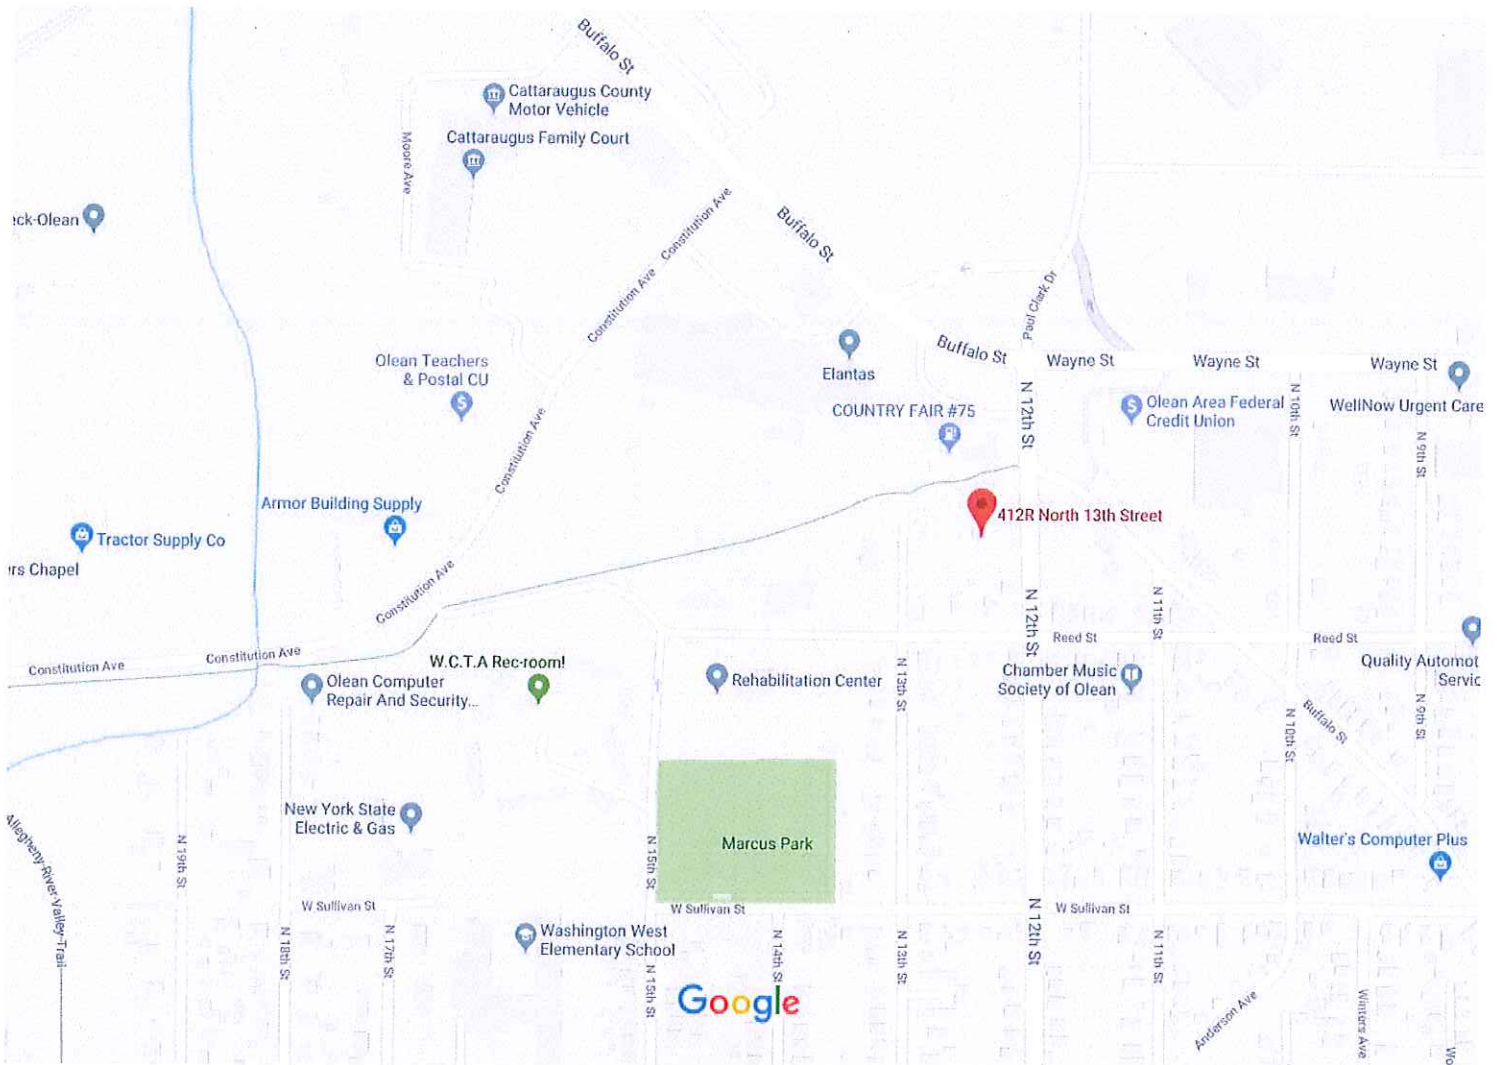 Buffalo St
Cattaraugus County
Motor Vehicle
Cattaraugus Family Court
Moore Ave
Constitution Ave
Buffalo St
eck-Olean
Constitution Ave
Paul Clark Dr
Buffalo St
Wayne St
Wayne St
Wayne St
Elantas
Olean Teachers
& Postal CU
COUNTRY FAIR #75
N 12th St
Olean Area Federal
Credit Union
N 10th St
WellNow Urgent Care
N 9th St
Constitution Ave
Armor Building Supply
412R North 13th Street
Tractor Supply Co
rs Chapel
Constitution Ave
N 12th St
N 11th St
Reed St
Reed St
Constitution Ave
Constitution Ave
W.C.T.A Rec-room!
Olean Computer
Repair And Security...
Rehabilitation Center
N 13th St
Chamber Music
Society of Olean
Quality Automot
Servic
N 10th St
Buffalo St
N 9th St
New York State
Electric & Gas
Marcus Park
Walter's Computer Plus
Allegheny-River-Valley-Trail
N 19th St
N 15th St
W Sullivan St
W Sullivan St
W Sullivan St
N 18th St
N 17th St
Washington West
Elementary School
N 15th St
N 14th St
N 13th St
N 12th St
N 11th St
Google
Anderson Ave
Winters Ave
Wo